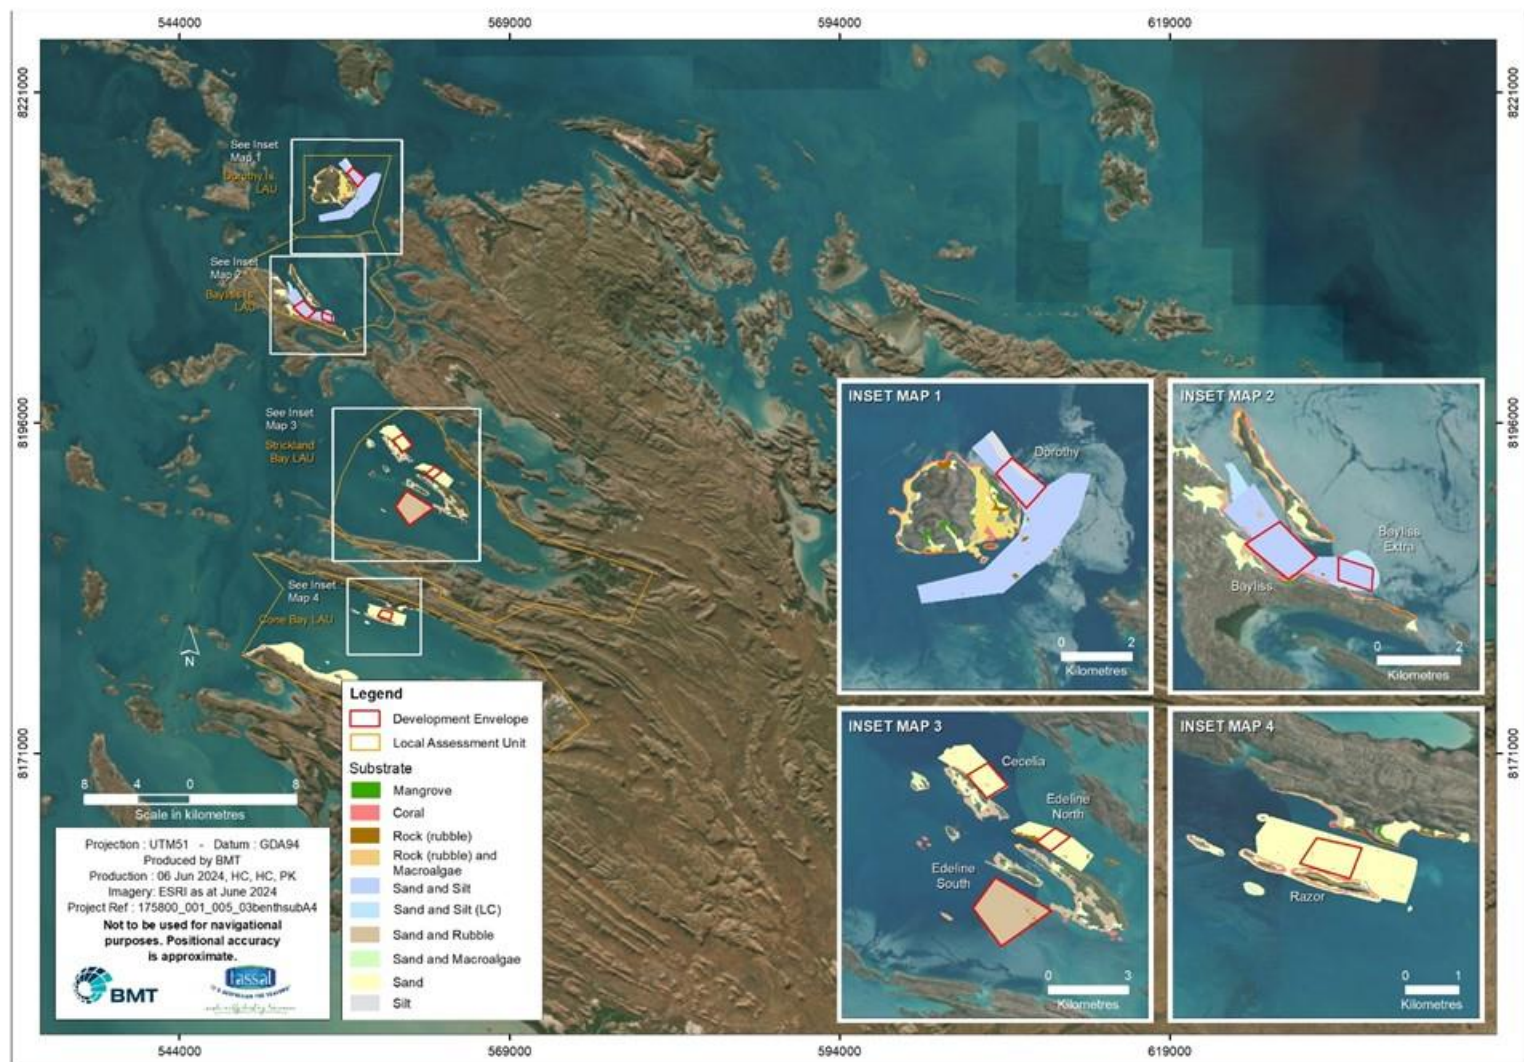 544000
569000
594000
619000
8221000
8221000
8196000
8196000
8171000
8171000
See Inset
Map 1
Dorothy Is.
LAU
See Inset
Map 2
Bayliss Is.
LAU
See Inset
Map 3
Strickland
Bay LAU
See Inset
Map 4
Cone Bay LAU
N
8 4 0 8
Scale in kilometres
Projection : UTM51 - Datum : GDA94
Produced by BMT
Production : 06 Jun 2024, HC, HC, PK
Imagery: ESRI as at June 2024
Project Ref : 175800_001_005_03benthsubA4
Not to be used for navigational
purposes. Positional accuracy
is approximate.
BMT
tassal
Legend
Development Envelope
Local Assessment Unit
Substrate
Mangrove
Coral
Rock (rubble)
Rock (rubble) and
Macroalgae
Sand and Silt
Sand and Silt (LC)
Sand and Rubble
Sand and Macroalgae
Sand
Silt
INSET MAP 1
Dorothy
0 2
Kilometres
INSET MAP 2
Bayliss
Extra
Bayliss
0 2
Kilometres
INSET MAP 3
Cecelia
Edeline
North
Edeline
South
0 3
Kilometres
INSET MAP 4
Razor
0 1
Kilometres
544000
569000
594000
619000